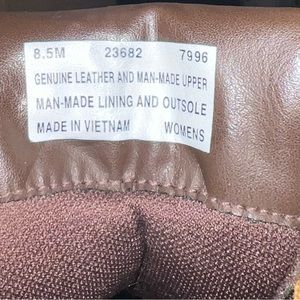 8.5M 23682 7996
GENUINE LEATHER AND MAN-MADE UPPER
MAN-MADE LINING AND OUTSOLE
MADE IN VIETNAM WOMENS